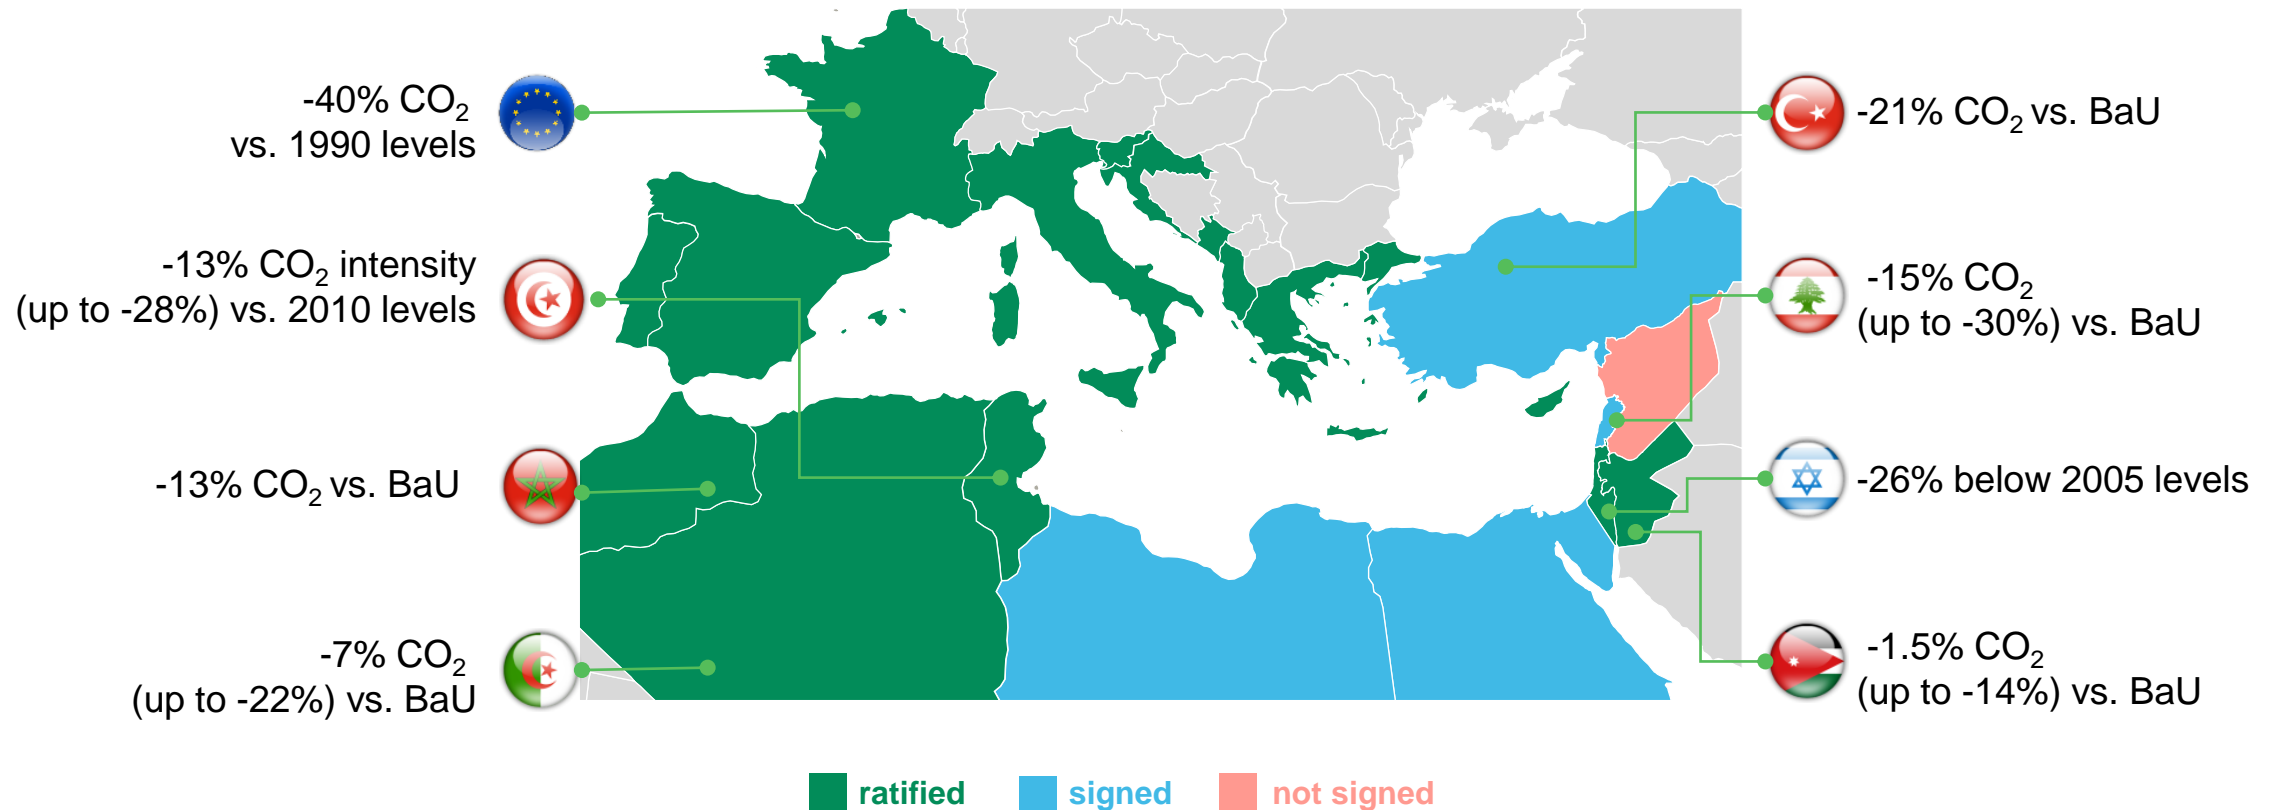 -40% CO₂
vs. 1990 levels
-13% CO₂ intensity
(up to -28%) vs. 2010 levels
-13% CO₂ vs. BaU
-7% CO₂
(up to -22%) vs. BaU
-21% CO₂ vs. BaU
-15% CO₂
(up to -30%) vs. BaU
-26% below 2005 levels
-1.5% CO₂
(up to -14%) vs. BaU
ratified
signed
not signed